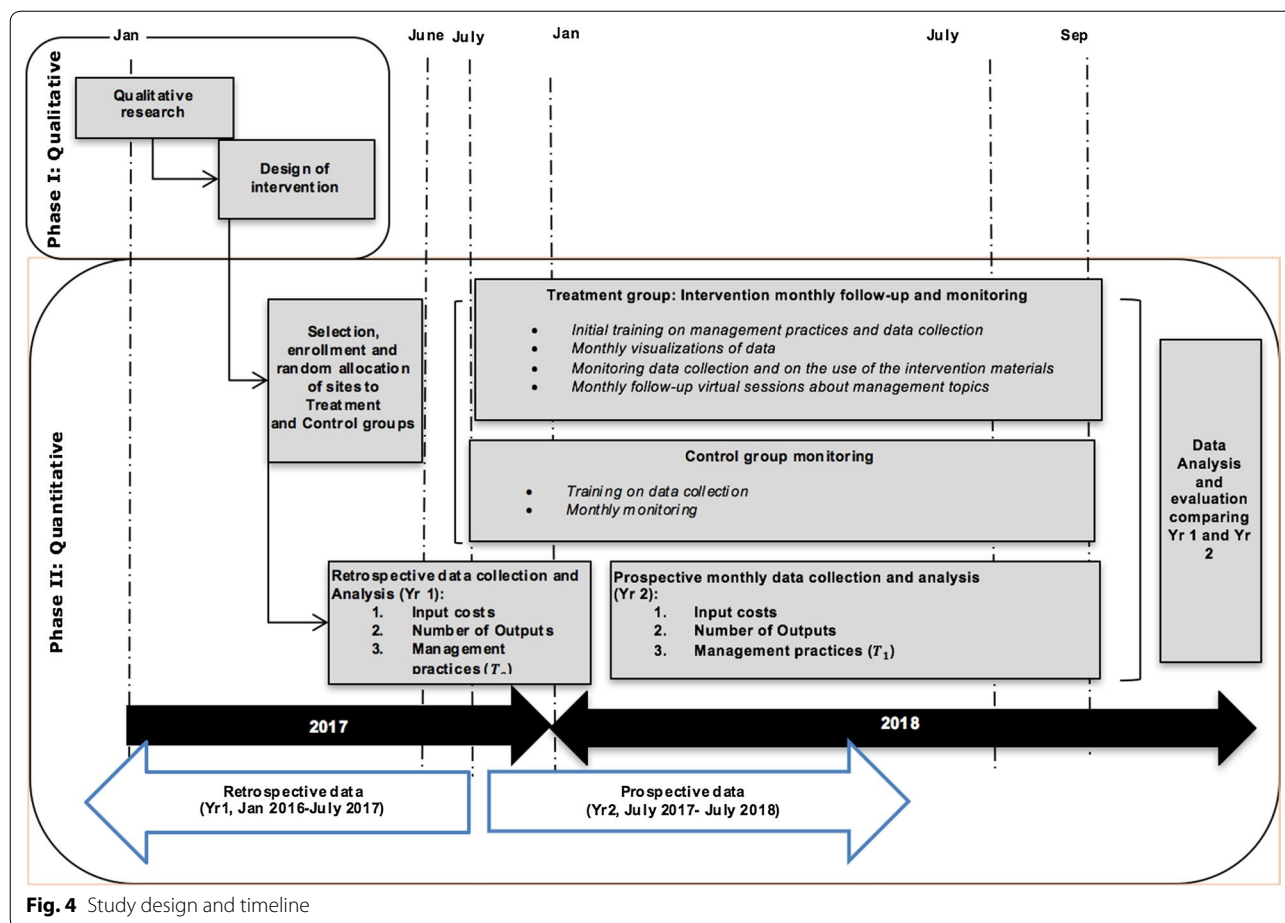 Jan
June
July
Jan
July
Sep
Phase I: Qualitative
Qualitative
research
Design of
intervention
Phase II: Quantitative
Selection,
enrollment and
random allocation
of sites to
Treatment
and Control groups
Treatment group: Intervention monthly follow-up and monitoring
• Initial training on management practices and data collection
• Monthly visualizations of data
• Monitoring data collection and on the use of the intervention materials
• Monthly follow-up virtual sessions about management topics
Control group monitoring
• Training on data collection
• Monthly monitoring
Data
Analysis
and
evaluation
comparing
Yr 1 and Yr
2
Retrospective data collection and
Analysis (Yr 1):
1. Input costs
2. Number of Outputs
3. Management
practices
Prospective monthly data collection and analysis
(Yr 2):
1. Input costs
2. Number of Outputs
3. Management practices (T₁)
2017
2018
Retrospective data
(Yr1, Jan 2016-July 2017)
Prospective data
(Yr2, July 2017- July 2018)
Fig. 4 Study design and timeline